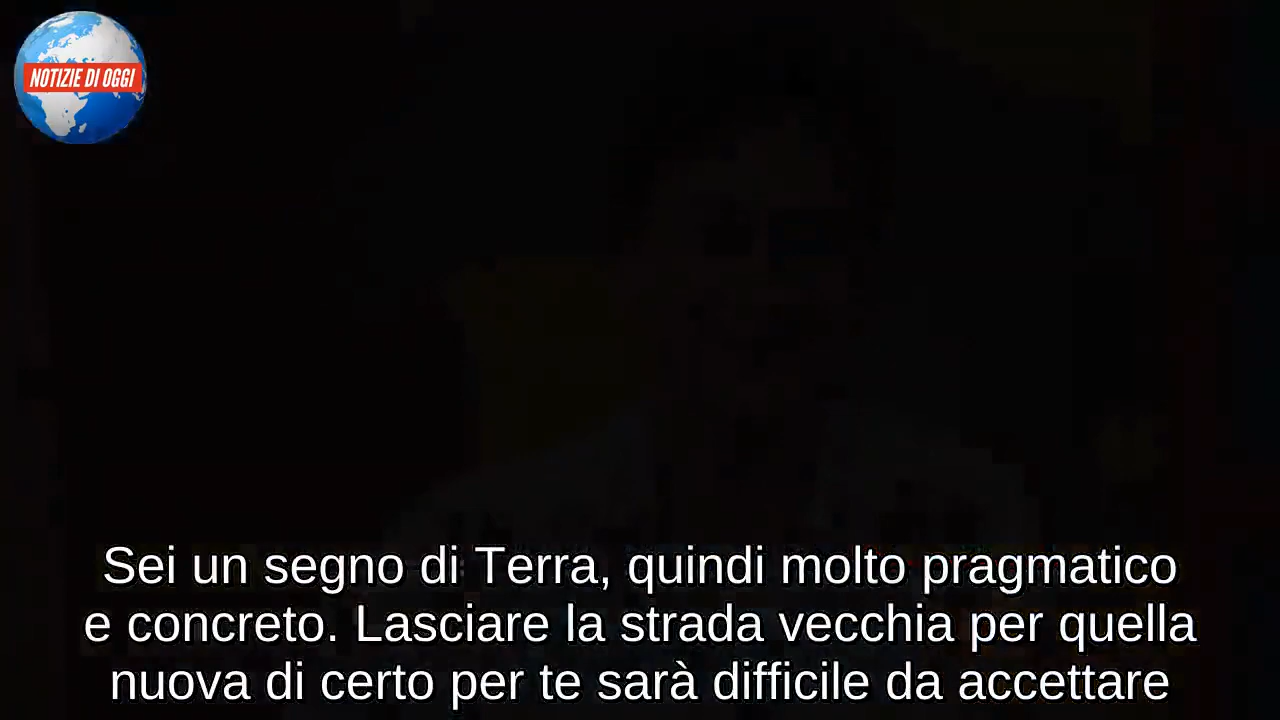 NOTIZIE DI OGGI
Sei un segno di Terra, quindi molto pragmatico
e concreto. Lasciare la strada vecchia per quella
nuova di certo per te sarà difficile da accettare